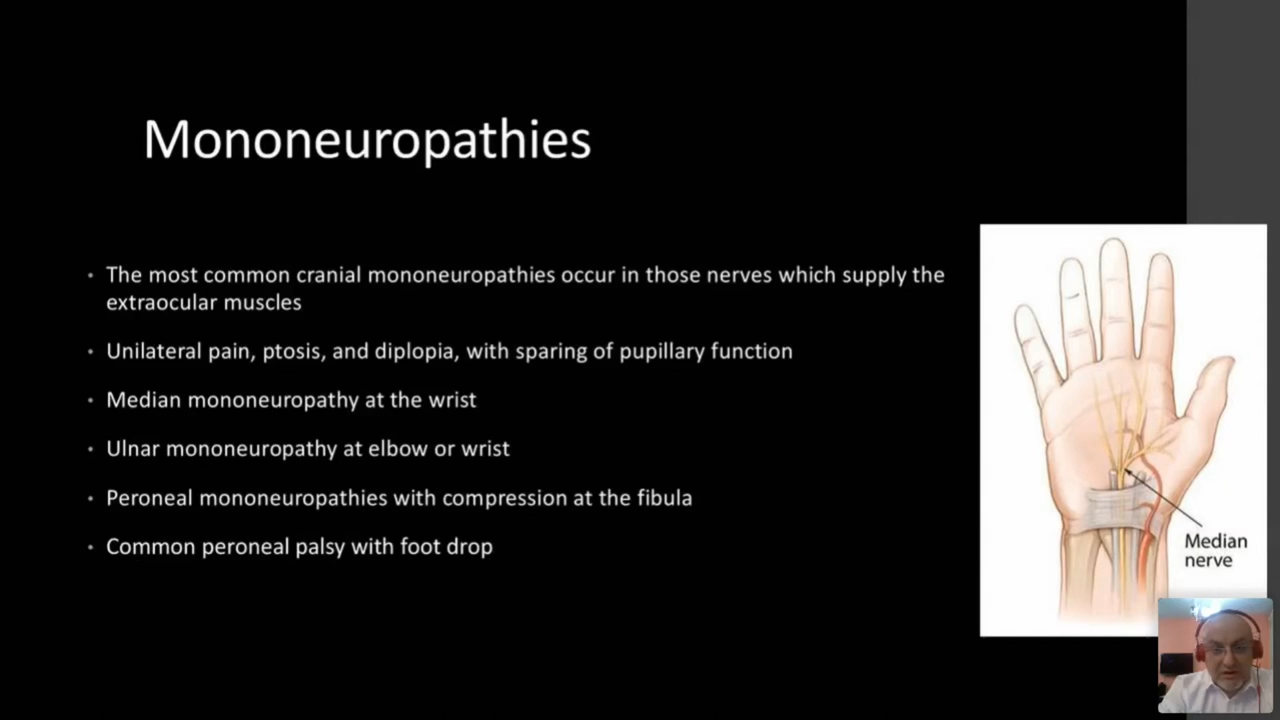 Mononeuropathies
• The most common cranial mononeuropathies occur in those nerves which supply the
extraocular muscles
• Unilateral pain, ptosis, and diplopia, with sparing of pupillary function
• Median mononeuropathy at the wrist
• Ulnar mononeuropathy at elbow or wrist
• Peroneal mononeuropathies with compression at the fibula
• Common peroneal palsy with foot drop
Median
nerve